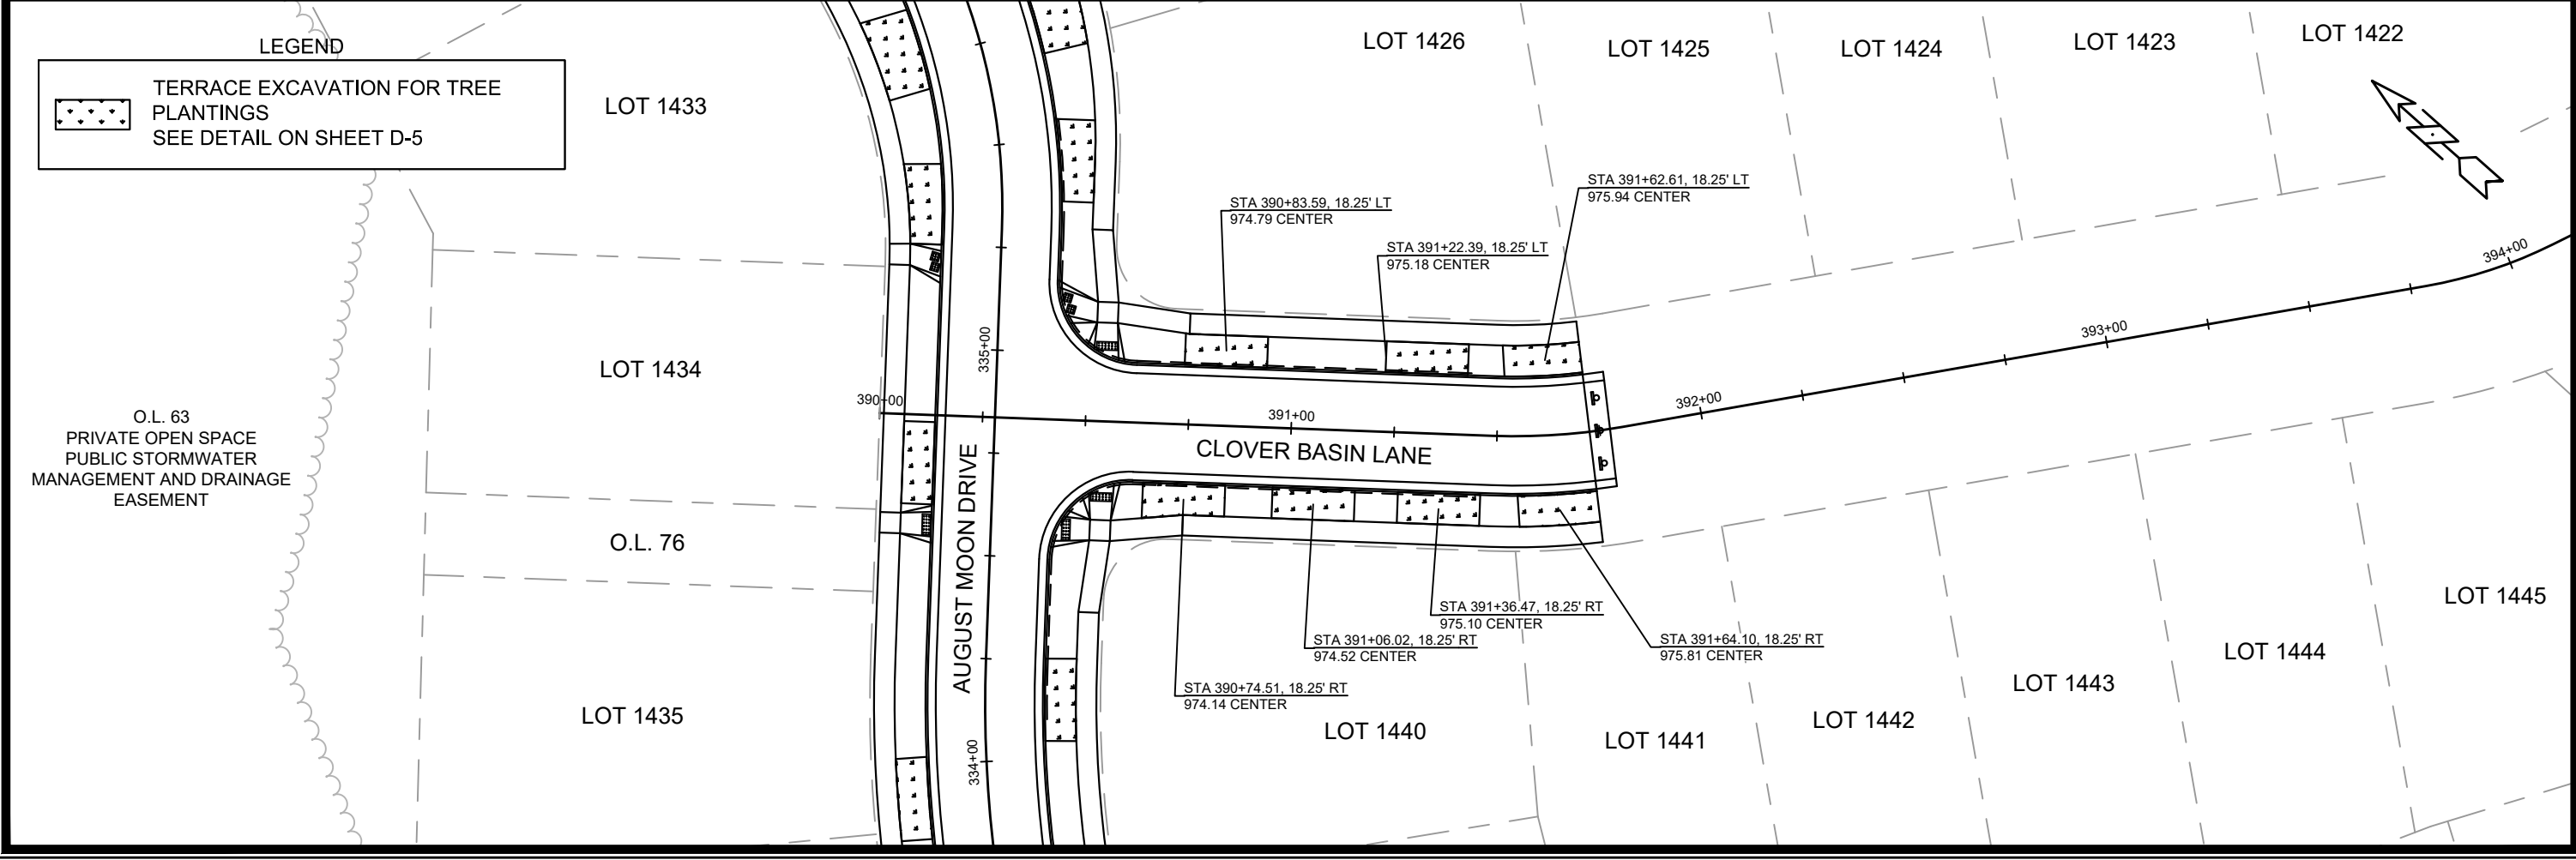 LEGEND
TERRACE EXCAVATION FOR TREE
PLANTINGS
SEE DETAIL ON SHEET D-5
LOT 1433
LOT 1426
LOT 1425
LOT 1424
LOT 1423
LOT 1422
STA 390+83.59, 18.25' LT
974.79 CENTER
STA 391+22.39, 18.25' LT
975.18 CENTER
STA 391+62.61, 18.25' LT
975.94 CENTER
394+00
393+00
392+00
391+00
390+00
335+00
334+00
LOT 1434
O.L. 63
PRIVATE OPEN SPACE
PUBLIC STORMWATER
MANAGEMENT AND DRAINAGE
EASEMENT
O.L. 76
LOT 1435
AUGUST MOON DRIVE
CLOVER BASIN LANE
STA 391+36.47, 18.25' RT
975.10 CENTER
STA 391+06.02, 18.25' RT
974.52 CENTER
STA 391+64.10, 18.25' RT
975.81 CENTER
STA 390+74.51, 18.25' RT
974.14 CENTER
LOT 1440
LOT 1441
LOT 1442
LOT 1443
LOT 1444
LOT 1445